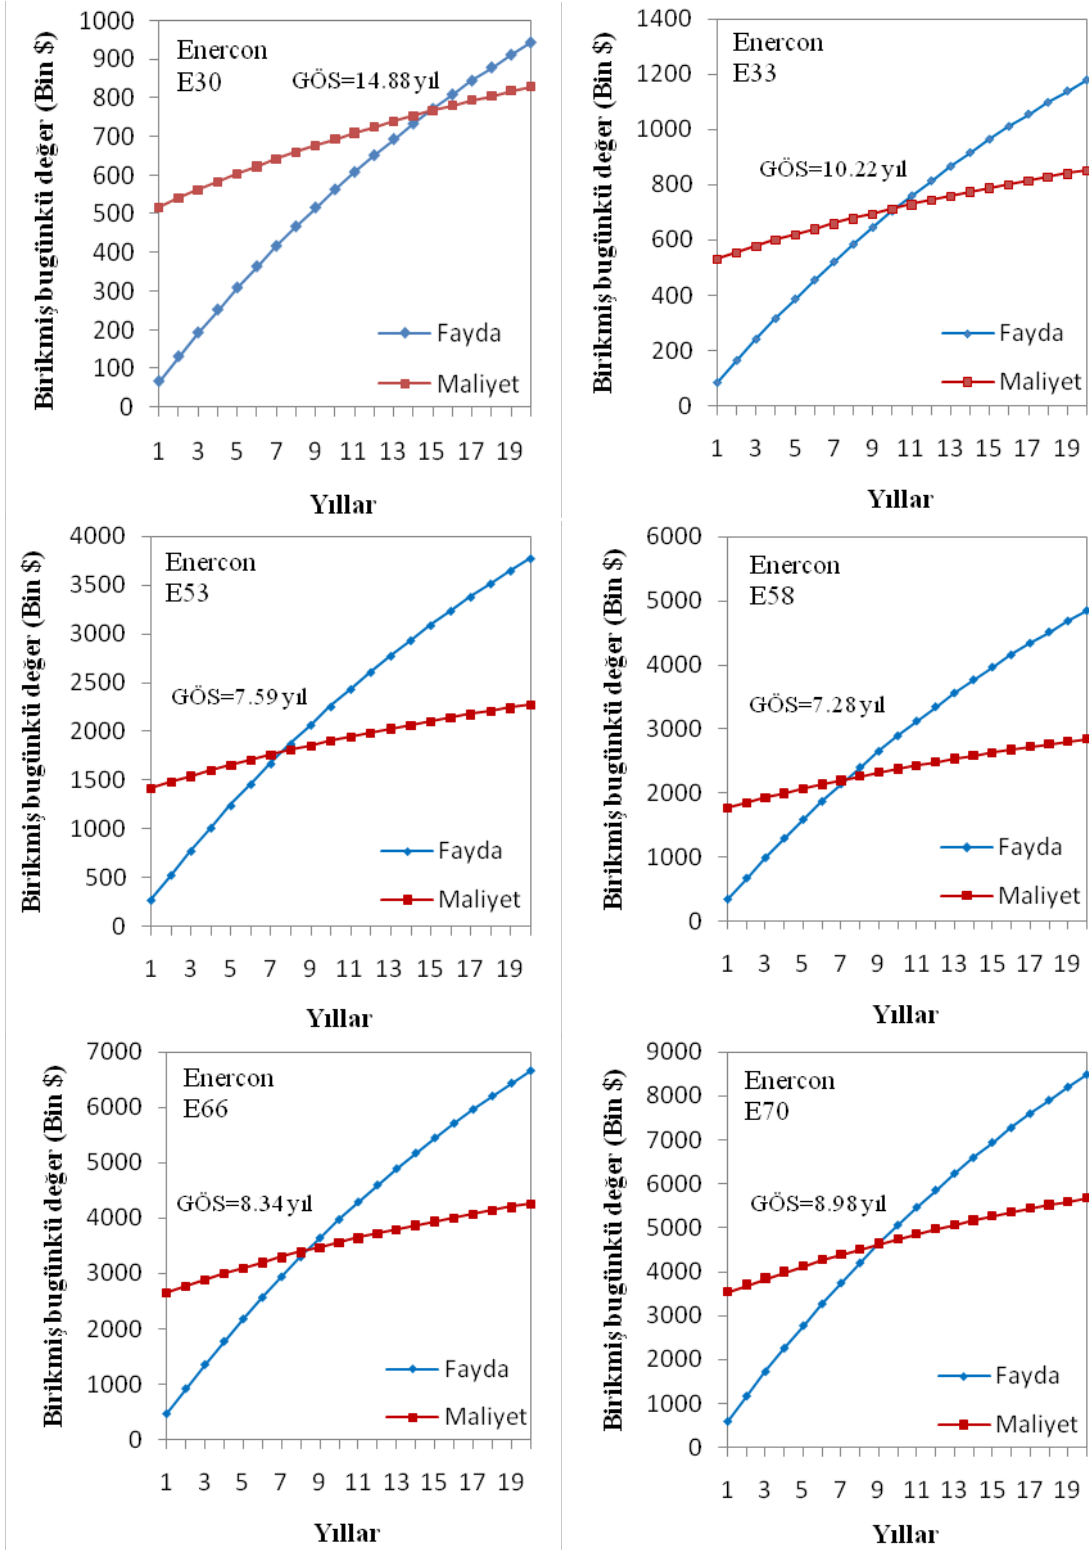 Birikmiş bugünkü değer (Bin $)
1000
900
800
700
600
500
400
300
200
100
0
Enercon
E30
GÖS=14.88 yıl
Fayda
Maliyet
1 3 5 7 9 11 13 15 17 19
Yıllar
Birikmiş bugünkü değer (Bin $)
1400
1200
1000
800
600
400
200
0
Enercon
E33
GÖS=10.22 yıl
Fayda
Maliyet
1 3 5 7 9 11 13 15 17 19
Yıllar
Birikmiş bugünkü değer (Bin $)
4000
3500
3000
2500
2000
1500
1000
500
0
Enercon
E53
GÖS=7.59 yıl
Fayda
Maliyet
1 3 5 7 9 11 13 15 17 19
Yıllar
Birikmiş bugünkü değer (Bin $)
6000
5000
4000
3000
2000
1000
0
Enercon
E58
GÖS=7.28 yıl
Fayda
Maliyet
1 3 5 7 9 11 13 15 17 19
Yıllar
Birikmiş bugünkü değer (Bin $)
7000
6000
5000
4000
3000
2000
1000
0
Enercon
E66
GÖS=8.34 yıl
Fayda
Maliyet
1 3 5 7 9 11 13 15 17 19
Yıllar
Birikmiş bugünkü değer (Bin $)
9000
8000
7000
6000
5000
4000
3000
2000
1000
0
Enercon
E70
GÖS=8.98 yıl
Fayda
Maliyet
1 3 5 7 9 11 13 15 17 19
Yıllar